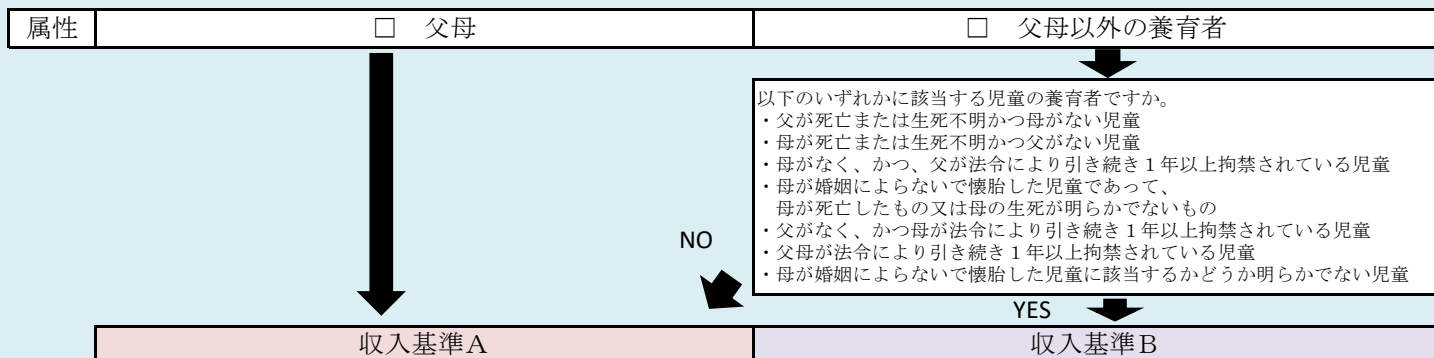 属性 □ 父母 □ 父母以外の養育者
以下のいずれかに該当する児童の養育者ですか。
・父が死亡または生死不明かつ母がない児童
・母が死亡または生死不明かつ父がない児童
・母がなく、かつ、父が法令により引き続き１年以上拘禁されている児童
・母が婚姻によらないで懐胎した児童であって、
母が死亡したもの又は母の生死が明らかでないもの
・父がなく、かつ母が法令により引き続き１年以上拘禁されている児童
・父母が法令により引き続き１年以上拘禁されている児童
・母が婚姻によらないで懐胎した児童に該当するかどうか明らかでない児童
NO
YES
収入基準Ａ 収入基準Ｂ